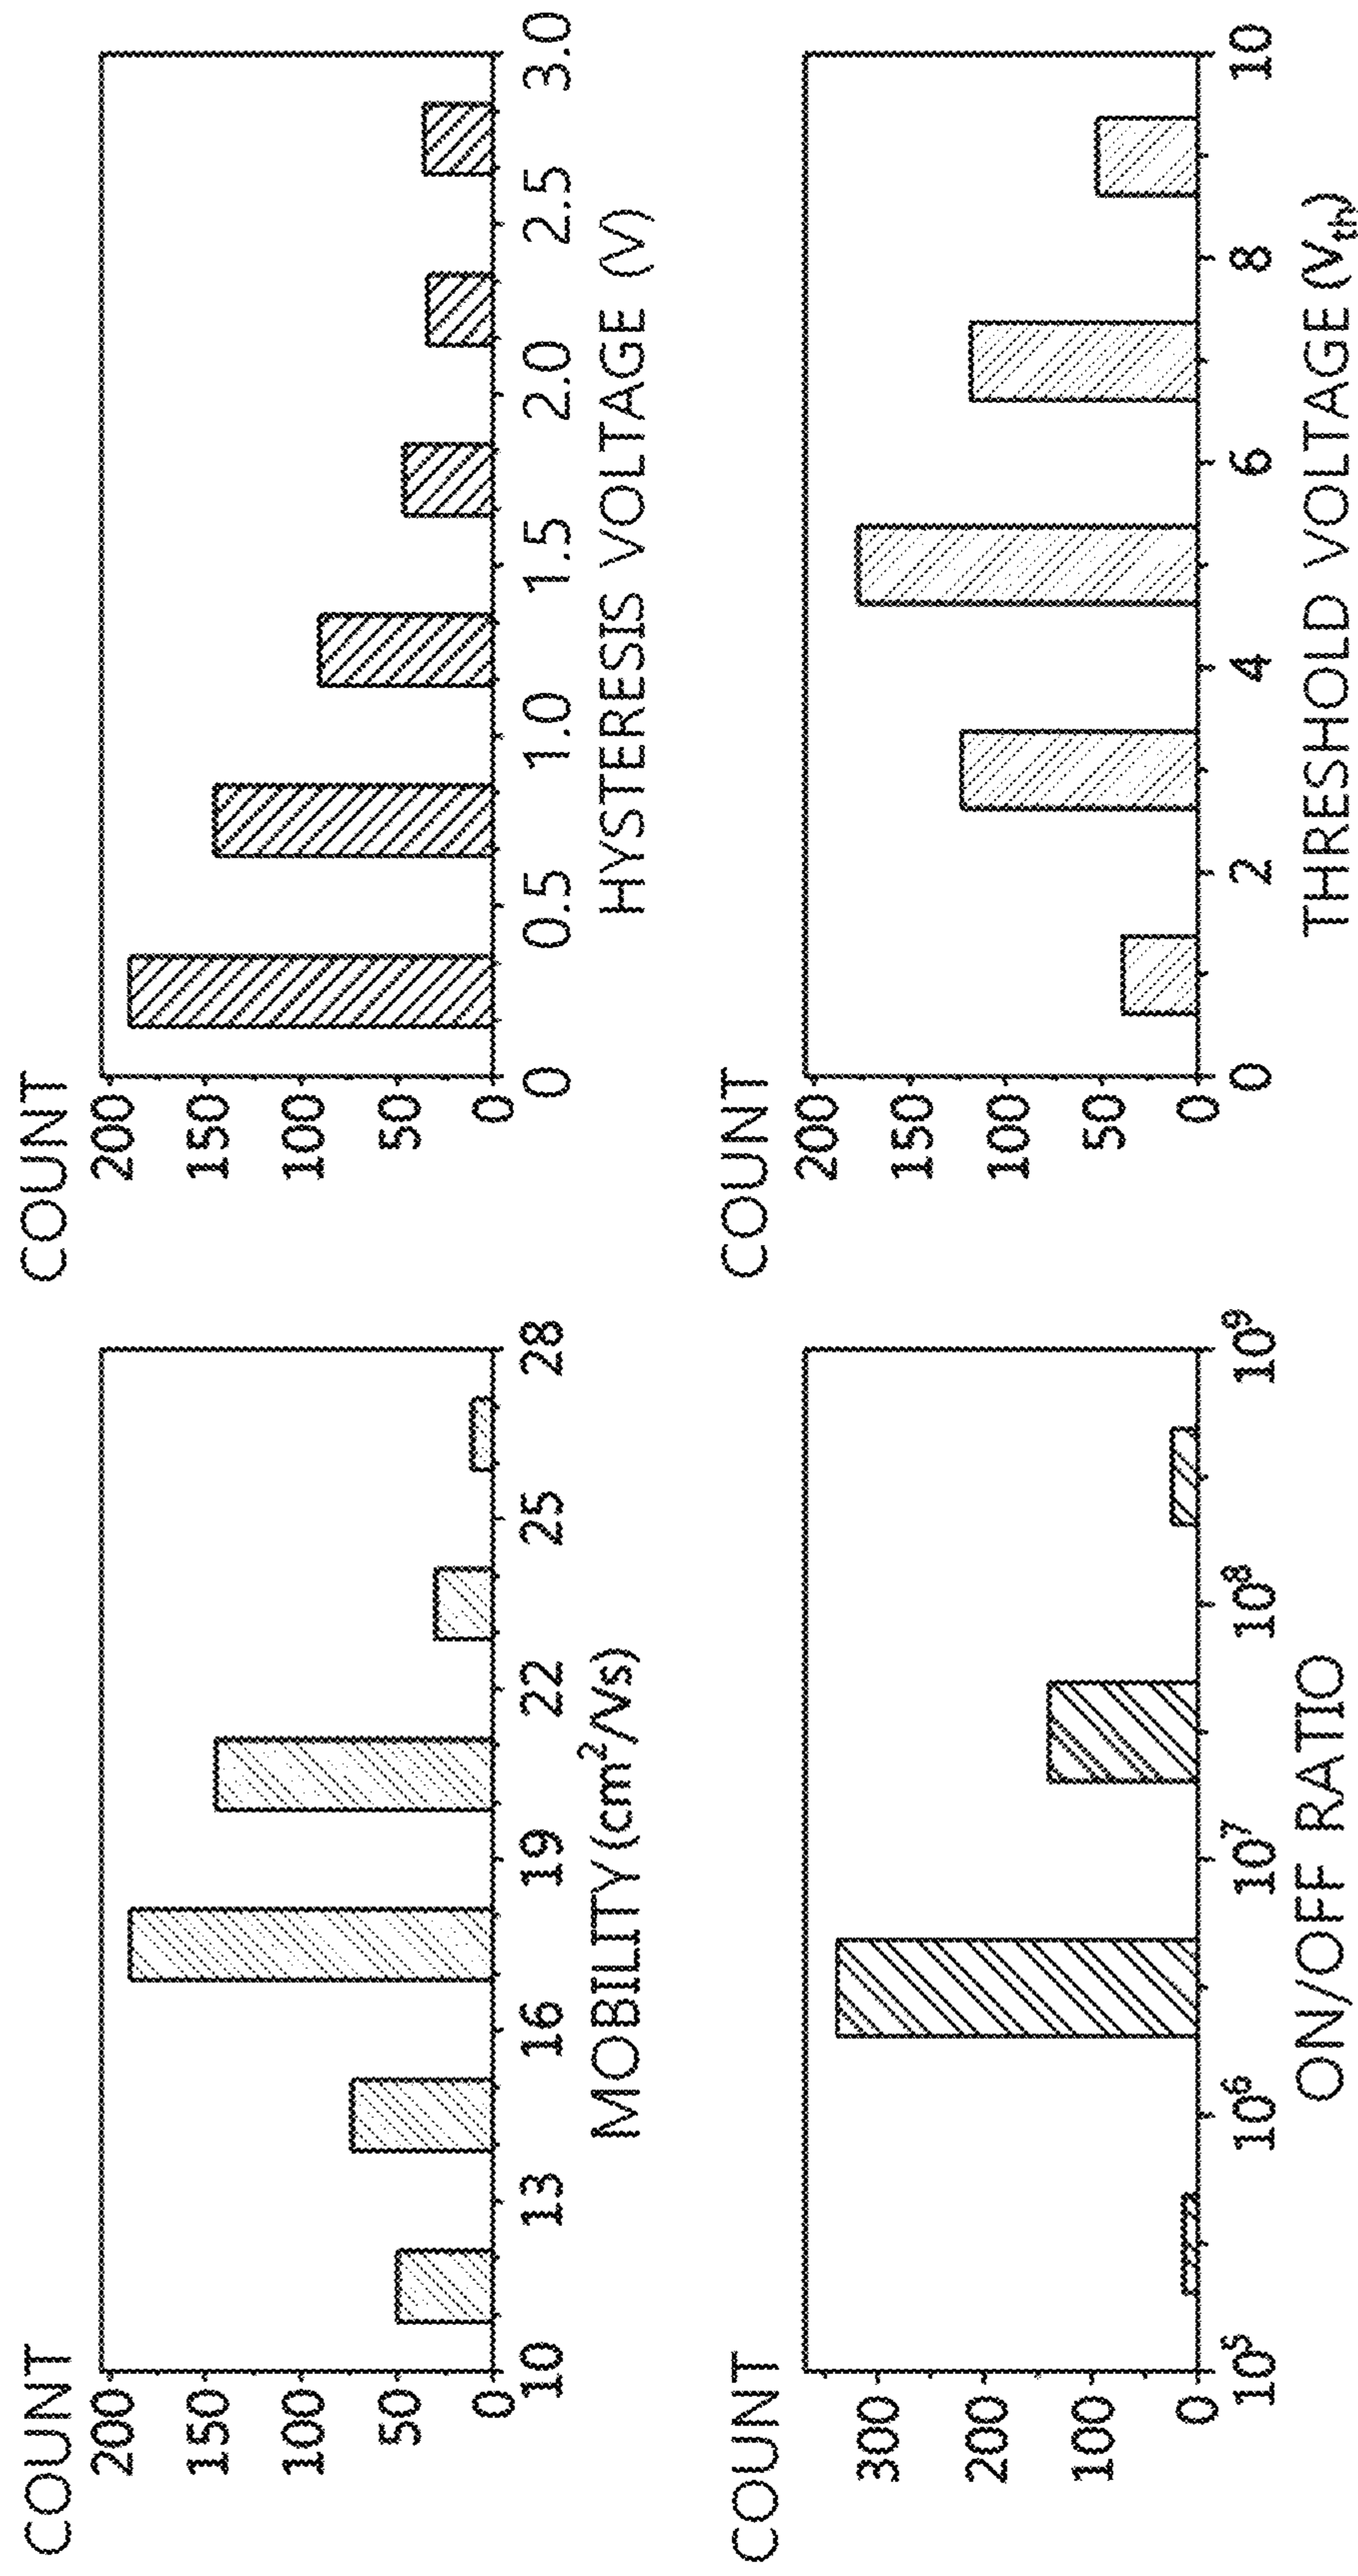 COUNT
200
150
100
50
0
10 13 16 19 22 25 28
MOBILITY (cm²/Vs)
COUNT
200
150
100
50
0
0 0.5 1.0 1.5 2.0 2.5 3.0
HYSTERESIS VOLTAGE (V)
COUNT
300
200
100
0
10⁵ 10⁶ 10⁷ 10⁸ 10⁹
ON/OFF RATIO
COUNT
200
150
100
50
0
0 2 4 6 8 10
THRESHOLD VOLTAGE (Vth)